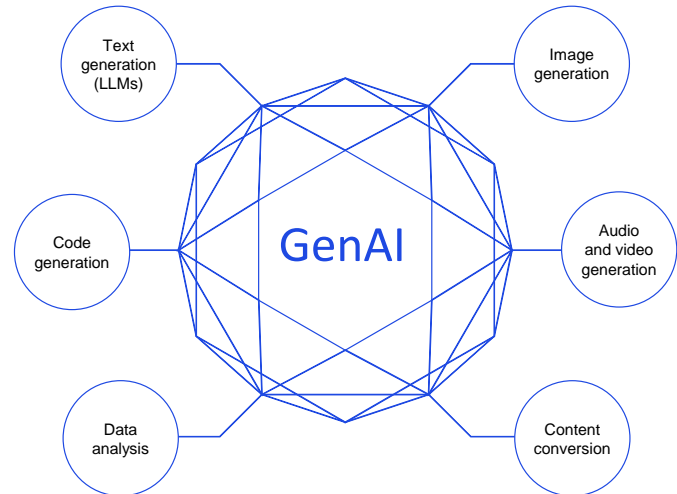 Text
generation
(LLMs)
Image
generation
Code
generation
GenAI
Audio
and video
generation
Data
analysis
Content
conversion